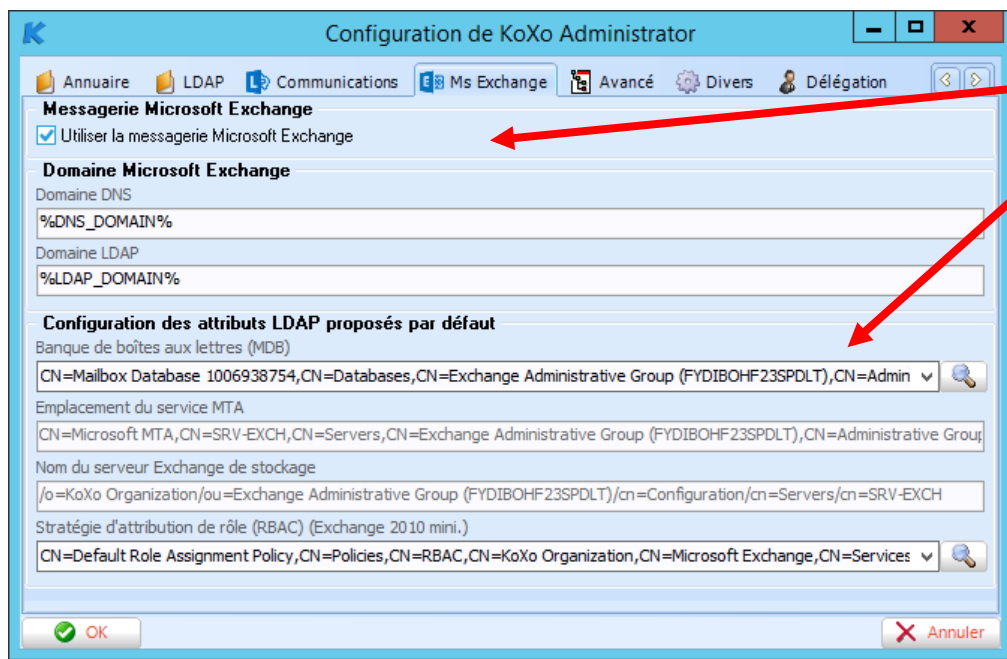 Configuration de KoXo Administrator
Annuaire LDAP Communications Ms Exchange Avancé Divers Délégation
Messagerie Microsoft Exchange
Utiliser la messagerie Microsoft Exchange
Domaine Microsoft Exchange
Domaine DNS
%DNS_DOMAIN%
Domaine LDAP
%LDAP_DOMAIN%
Configuration des attributs LDAP proposés par défaut
Banque de boîtes aux lettres (MDB)
CN=Mailbox Database 1006938754,CN=Databases,CN=Exchange Administrative Group (FYDIBOHF23SPDLT),CN=Admin
Emplacement du service MTA
CN=Microsoft MTA,CN=SRV-EXCH,CN=Servers,CN=Exchange Administrative Group (FYDIBOHF23SPDLT),CN=Administrative Group
Nom du serveur Exchange de stockage
/o=KoXo Organization/ou=Exchange Administrative Group (FYDIBOHF23SPDLT)/cn=Configuration/cn=Servers/cn=SRV-EXCH
Stratégie d'attribution de rôle (RBAC) (Exchange 2010 mini.)
CN=Default Role Assignment Policy,CN=Policies,CN=RBAC,CN=KoXo Organization,CN=Microsoft Exchange,CN=Services
OK Annuler